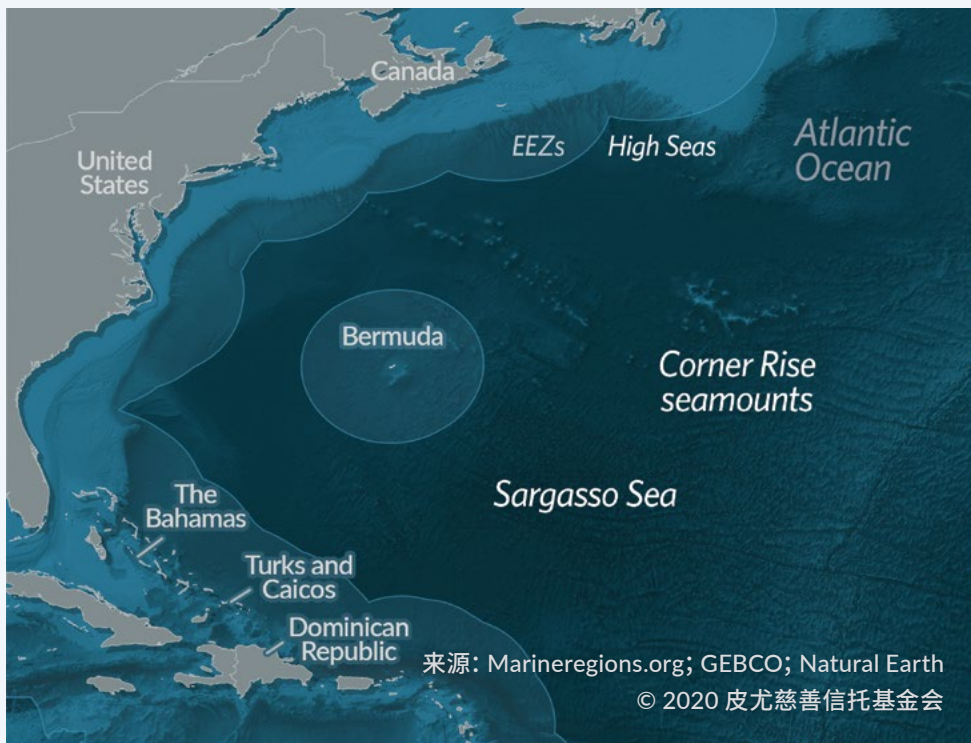 Canada
EEZs
High Seas
Atlantic
Ocean
United
States
Bermuda
Corner Rise
seamounts
Sargasso Sea
The
Bahamas
Turks and
Caicos
Dominican
Republic
来源：Marineregions.org; GEBCO; Natural Earth
© 2020 皮尤慈善信托基金会